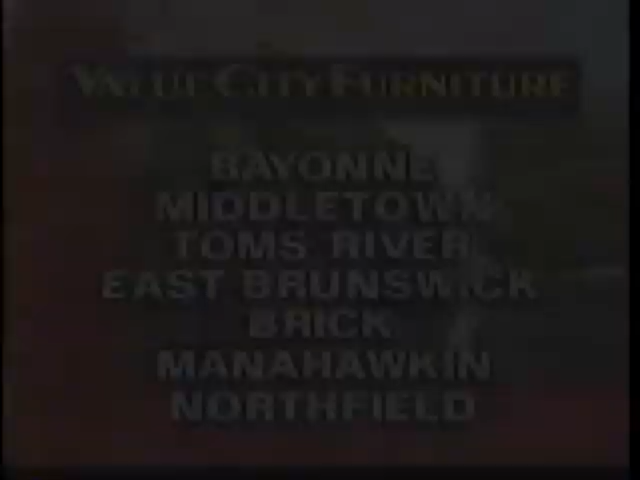 VALUE CITY FURNITURE
BAYONNE
MIDDLETOWN
TOMS RIVER
EAST BRUNSWICK
BRICK
MANAHAWKIN
NORTHFIELD